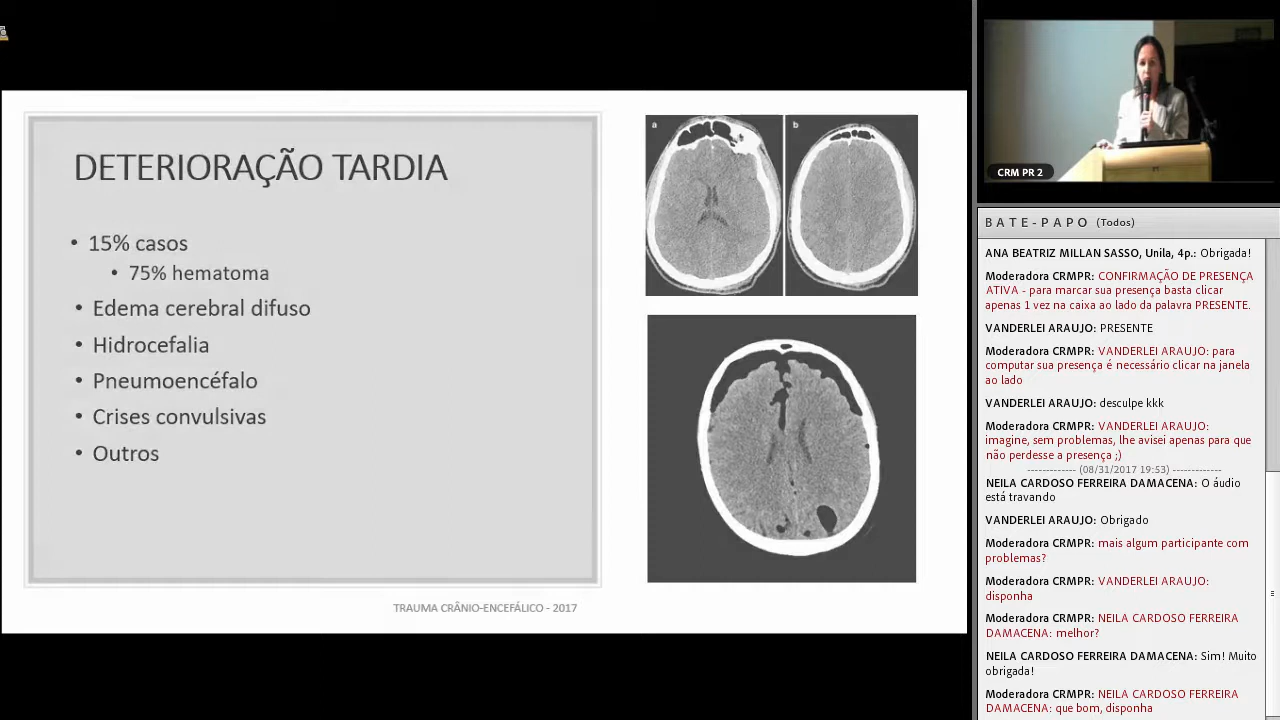 DETERIORAÇÃO TARDIA
• 15% casos
• 75% hematoma
• Edema cerebral difuso
• Hidrocefalia
• Pneumoencéfalo
• Crises convulsivas
• Outros
TRAUMA CRÂNIO-ENCEFÁLICO - 2017
a
b
CRM PR 2
BATE-PAPO (Todos)
ANA BEATRIZ MILLAN SASSO, Unila, 4p.: Obrigada!
Moderadora CRMPR: CONFIRMAÇÃO DE PRESENÇA
ATIVA - para marcar sua presença basta clicar
apenas 1 vez na caixa ao lado da palavra PRESENTE.
VANDERLEI ARAUJO: PRESENTE
Moderadora CRMPR: VANDERLEI ARAUJO: para
computar sua presença é necessário clicar na janela
ao lado
VANDERLEI ARAUJO: desculpe kkk
Moderadora CRMPR: VANDERLEI ARAUJO:
imagine, sem problemas, lhe avisei apenas para que
não perdesse a presença ;)
------------- (08/31/2017 19:53) -------------
NEILA CARDOSO FERREIRA DAMACENA: O áudio
está travando
VANDERLEI ARAUJO: Obrigado
Moderadora CRMPR: mais algum participante com
problemas?
Moderadora CRMPR: VANDERLEI ARAUJO:
disponha
Moderadora CRMPR: NEILA CARDOSO FERREIRA
DAMACENA: melhor?
NEILA CARDOSO FERREIRA DAMACENA: Sim! Muito
obrigada!
Moderadora CRMPR: NEILA CARDOSO FERREIRA
DAMACENA: que bom, disponha